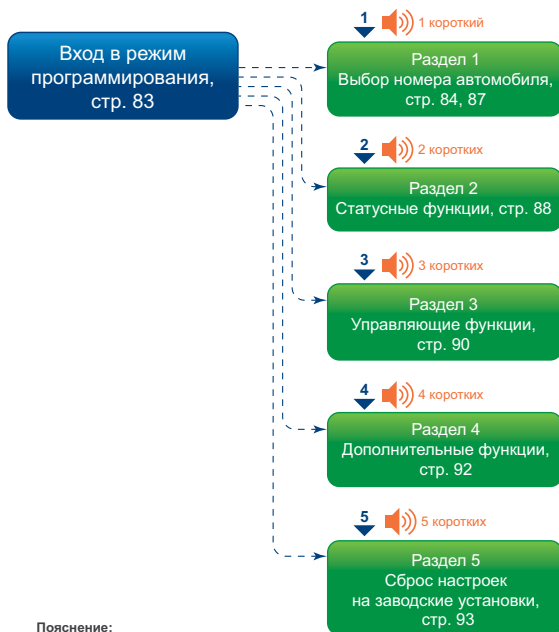 Вход в режим
программирования,
стр. 83
1
1 короткий
Раздел 1
Выбор номера автомобиля,
стр. 84, 87
2
2 коротких
Раздел 2
Статусные функции, стр. 88
3
3 коротких
Раздел 3
Управляющие функции,
стр. 90
4
4 коротких
Раздел 4
Дополнительные функции,
стр. 92
5
5 коротких
Раздел 5
Сброс настроек
на заводские установки,
стр. 93
Пояснение: